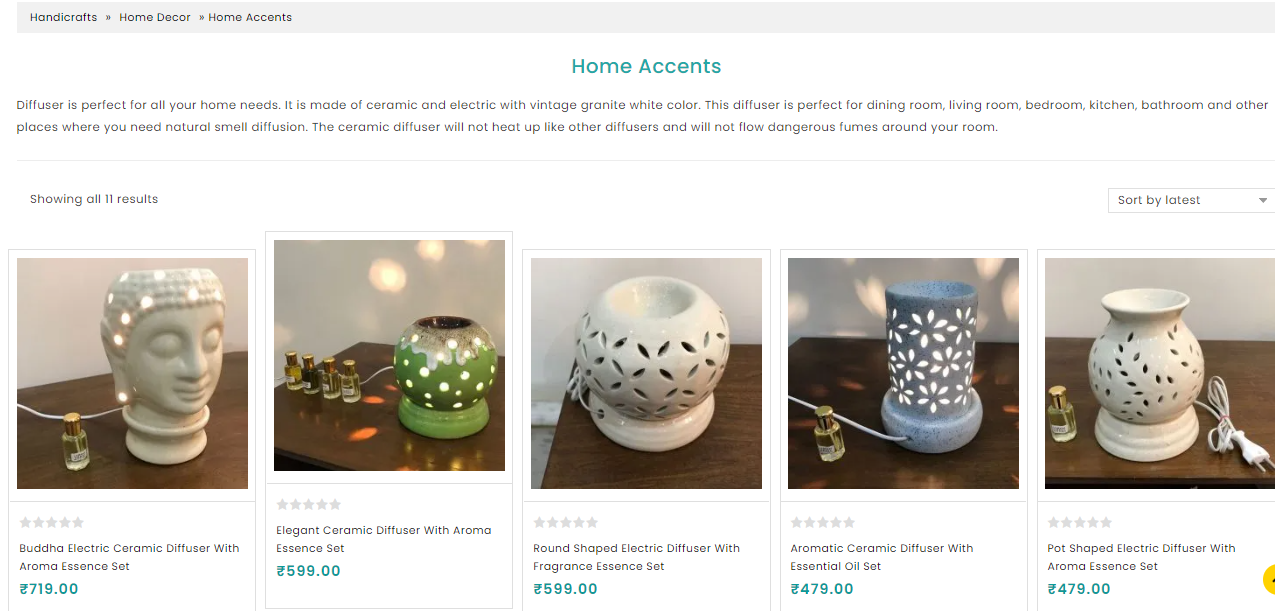 Handicrafts » Home Decor » Home Accents
Home Accents
Diffuser is perfect for all your home needs. It is made of ceramic and electric with vintage granite white color. This diffuser is perfect for dining room, living room, bedroom, kitchen, bathroom and other
places where you need natural smell diffusion. The ceramic diffuser will not heat up like other diffusers and will not flow dangerous fumes around your room.
Showing all 11 results
Sort by latest
Buddha Electric Ceramic Diffuser With
Aroma Essence Set
₹719.00
Elegant Ceramic Diffuser With Aroma
Essence Set
₹599.00
Round Shaped Electric Diffuser With
Fragrance Essence Set
₹599.00
Aromatic Ceramic Diffuser With
Essential Oil Set
₹479.00
Pot Shaped Electric Diffuser With
Aroma Essence Set
₹479.00